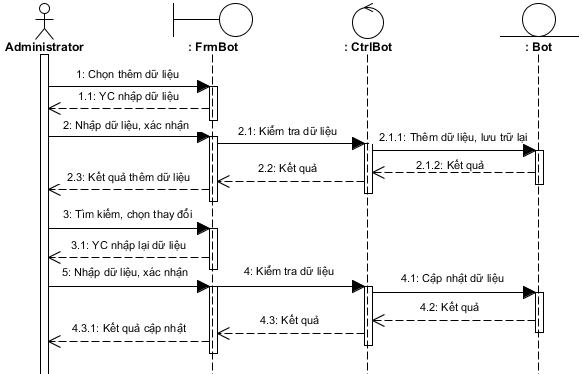 Administrator
: FrmBot
: CtrlBot
: Bot
1: Chọn thêm dữ liệu
1.1: YC nhập dữ liệu
2: Nhập dữ liệu, xác nhận
2.1: Kiểm tra dữ liệu
2.1.1: Thêm dữ liệu, lưu trữ lại
2.1.2: Kết quả
2.2: Kết quả
2.3: Kết quả thêm dữ liệu
3: Tìm kiếm, chọn thay đổi
3.1: YC nhập lại dữ liệu
5: Nhập dữ liệu, xác nhận
4: Kiểm tra dữ liệu
4.1: Cập nhật dữ liệu
4.2: Kết quả
4.3: Kết quả
4.3.1: Kết quả cập nhật